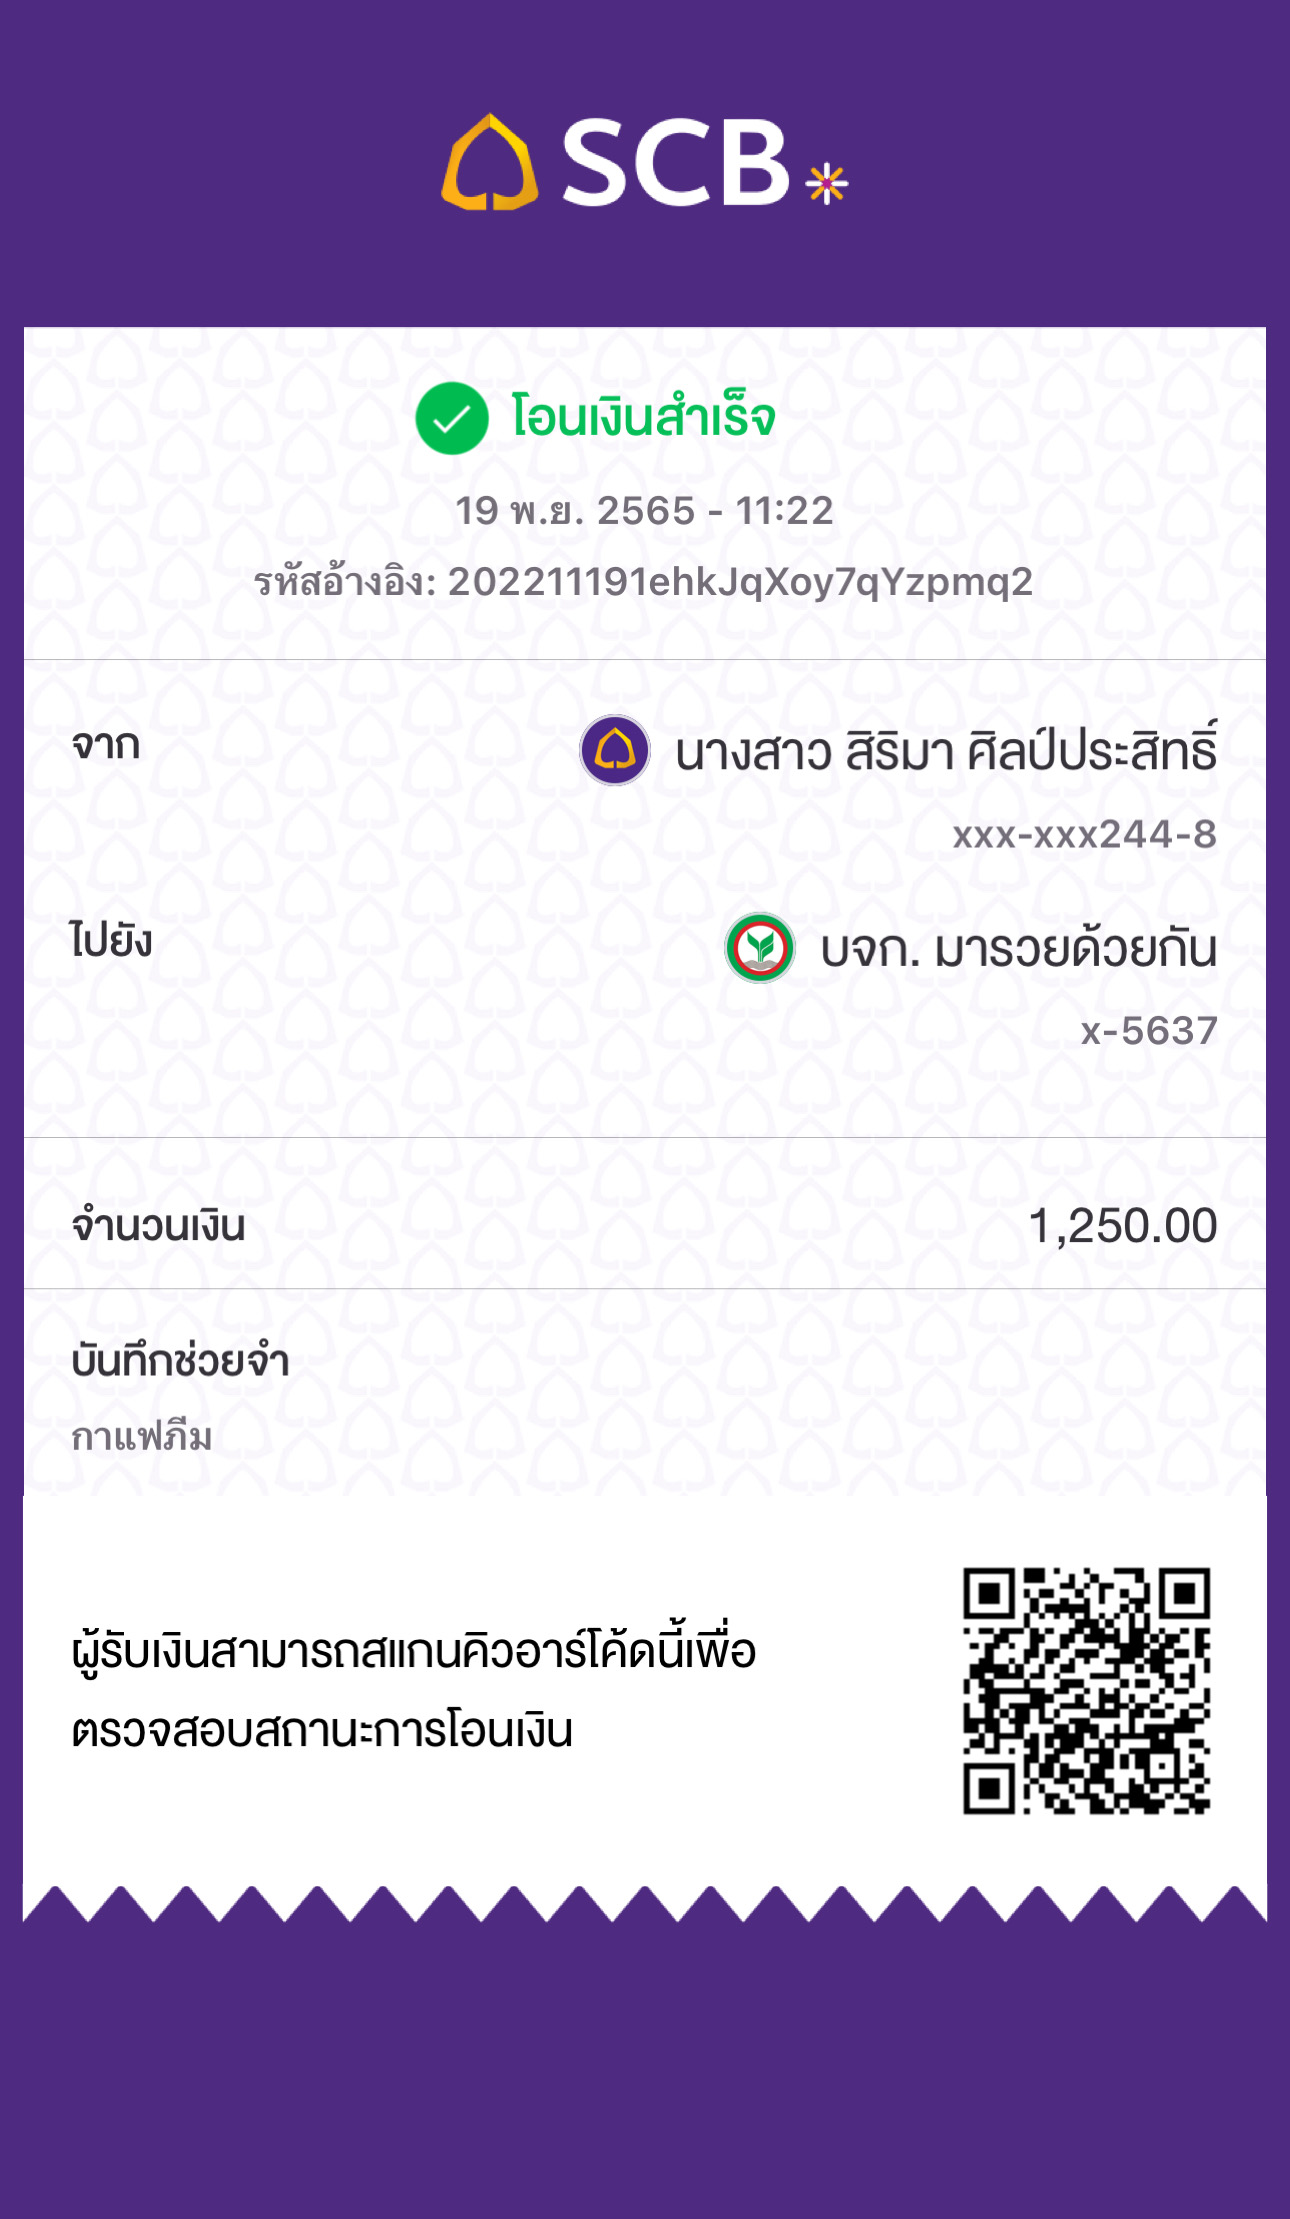 SCB
โอนเงินสำเร็จ
19 พ.ย. 2565 - 11:22
รหัสอ้างอิง: 202211191ehkJqXoy7qYzpmq2
จาก
นางสาว สิริมา ศิลป์ประสิทธิ์
xxx-xxx244-8
ไปยัง
บจก. มารวยด้วยกัน
x-5637
จำนวนเงิน
1,250.00
บันทึกช่วยจำ
กาแฟภีม
ผู้รับเงินสามารถสแกนคิวอาร์โค้ดนี้เพื่อ
ตรวจสอบสถานะการโอนเงิน